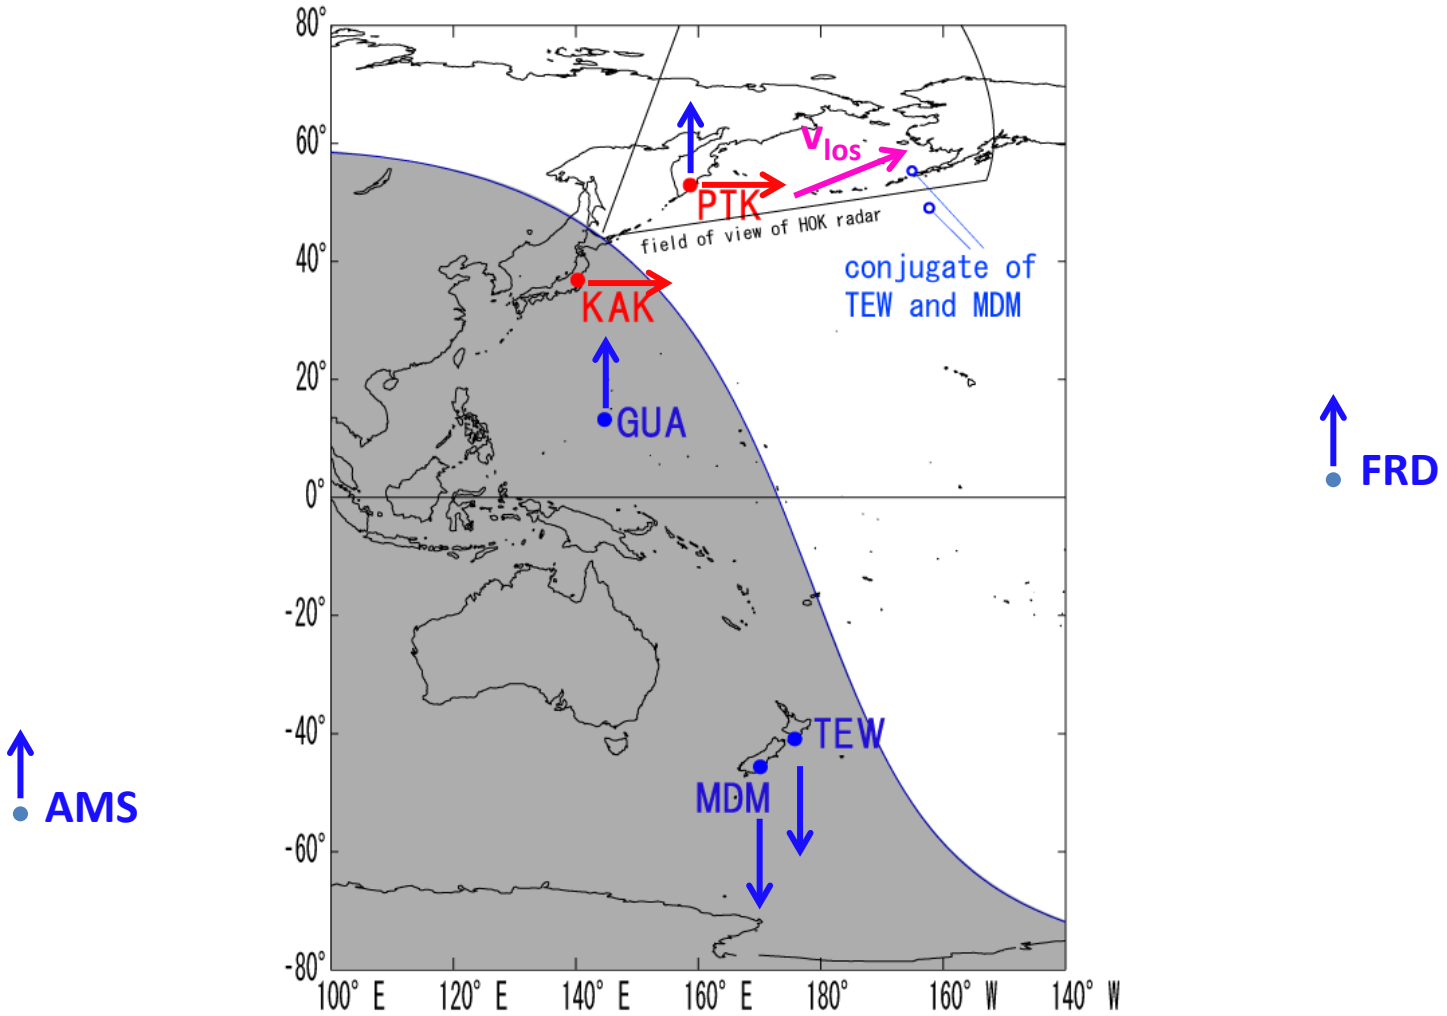 80°
60°
40°
20°
0°
-20°
-40°
-60°
-80°
100° E
120° E
140° E
160° E
180°
160° W
140° W
vlos
PTK
field of view of HOK radar
conjugate of
TEW and MDM
KAK
GUA
FRD
TEW
MDM
AMS